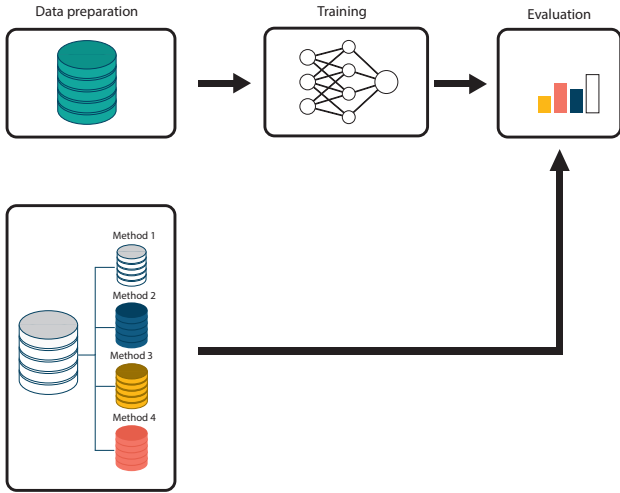 Data preparation
Training
Evaluation
Method 1
Method 2
Method 3
Method 4